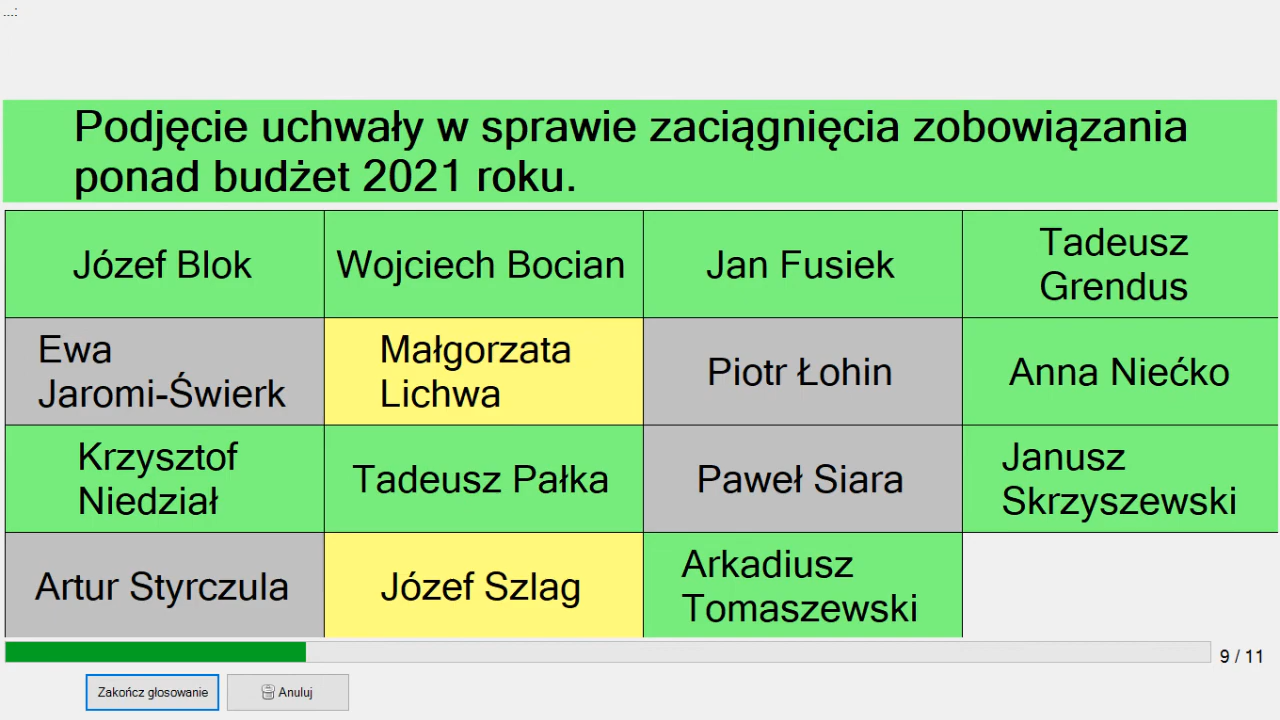 ...:
Podjęcie uchwały w sprawie zaciągnięcia zobowiązania
ponad budżet 2021 roku.
Józef Blok
Wojciech Bocian
Jan Fusiek
Tadeusz
Grendus
Ewa
Jaromi-Świerk
Małgorzata
Lichwa
Piotr Łohin
Anna Niećko
Krzysztof
Niedział
Tadeusz Pałka
Paweł Siara
Janusz
Skrzyszewski
Artur Styrczula
Józef Szlag
Arkadiusz
Tomaszewski
9 / 11
Zakończ głosowanie
Anuluj